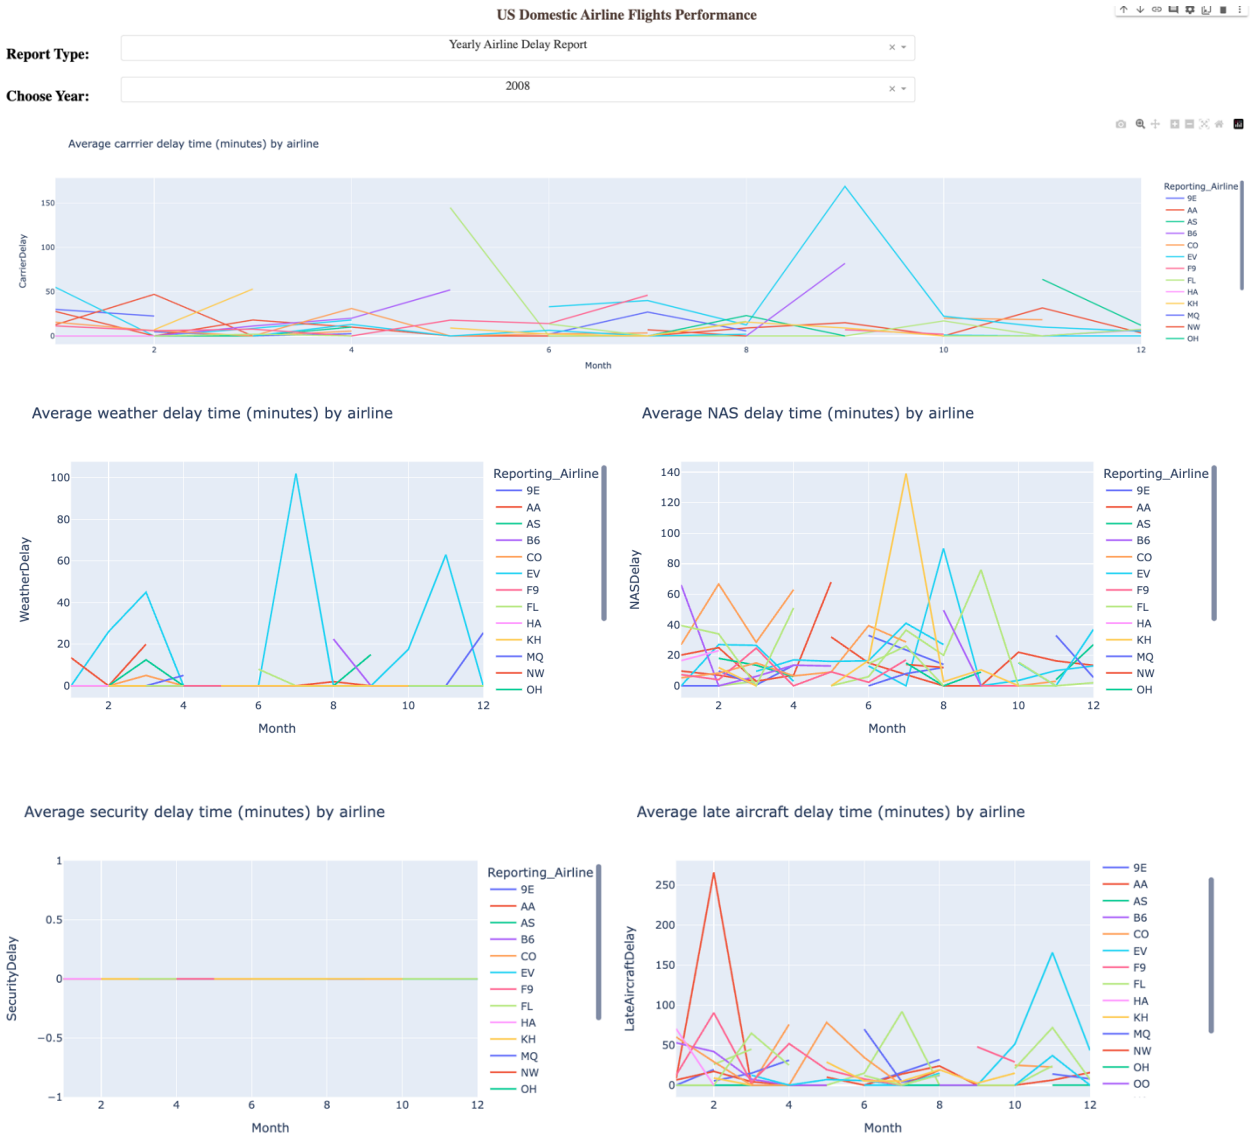 US Domestic Airline Flights Performance
Report Type:
Yearly Airline Delay Report
×
Choose Year:
2008
×
Average carrrier delay time (minutes) by airline
CarrierDelay
150
100
50
0
2
4
6
8
10
12
Month
Reporting_Airline
9E
AA
AS
B6
CO
EV
F9
FL
HA
KH
MQ
NW
OH
Average weather delay time (minutes) by airline
WeatherDelay
100
80
60
40
20
0
2
4
6
8
10
12
Month
Reporting_Airline
9E
AA
AS
B6
CO
EV
F9
FL
HA
KH
MQ
NW
OH
Average NAS delay time (minutes) by airline
NASDelay
140
120
100
80
60
40
20
0
2
4
6
8
10
12
Month
Reporting_Airline
9E
AA
AS
B6
CO
EV
F9
FL
HA
KH
MQ
NW
OH
Average security delay time (minutes) by airline
SecurityDelay
1
0.5
0
−0.5
−1
2
4
6
8
10
12
Month
Reporting_Airline
9E
AA
AS
B6
CO
EV
F9
FL
HA
KH
MQ
NW
OH
Average late aircraft delay time (minutes) by airline
LateAircraftDelay
250
200
150
100
50
0
2
4
6
8
10
12
Month
9E
AA
AS
B6
CO
EV
F9
FL
HA
KH
MQ
NW
OH
OO